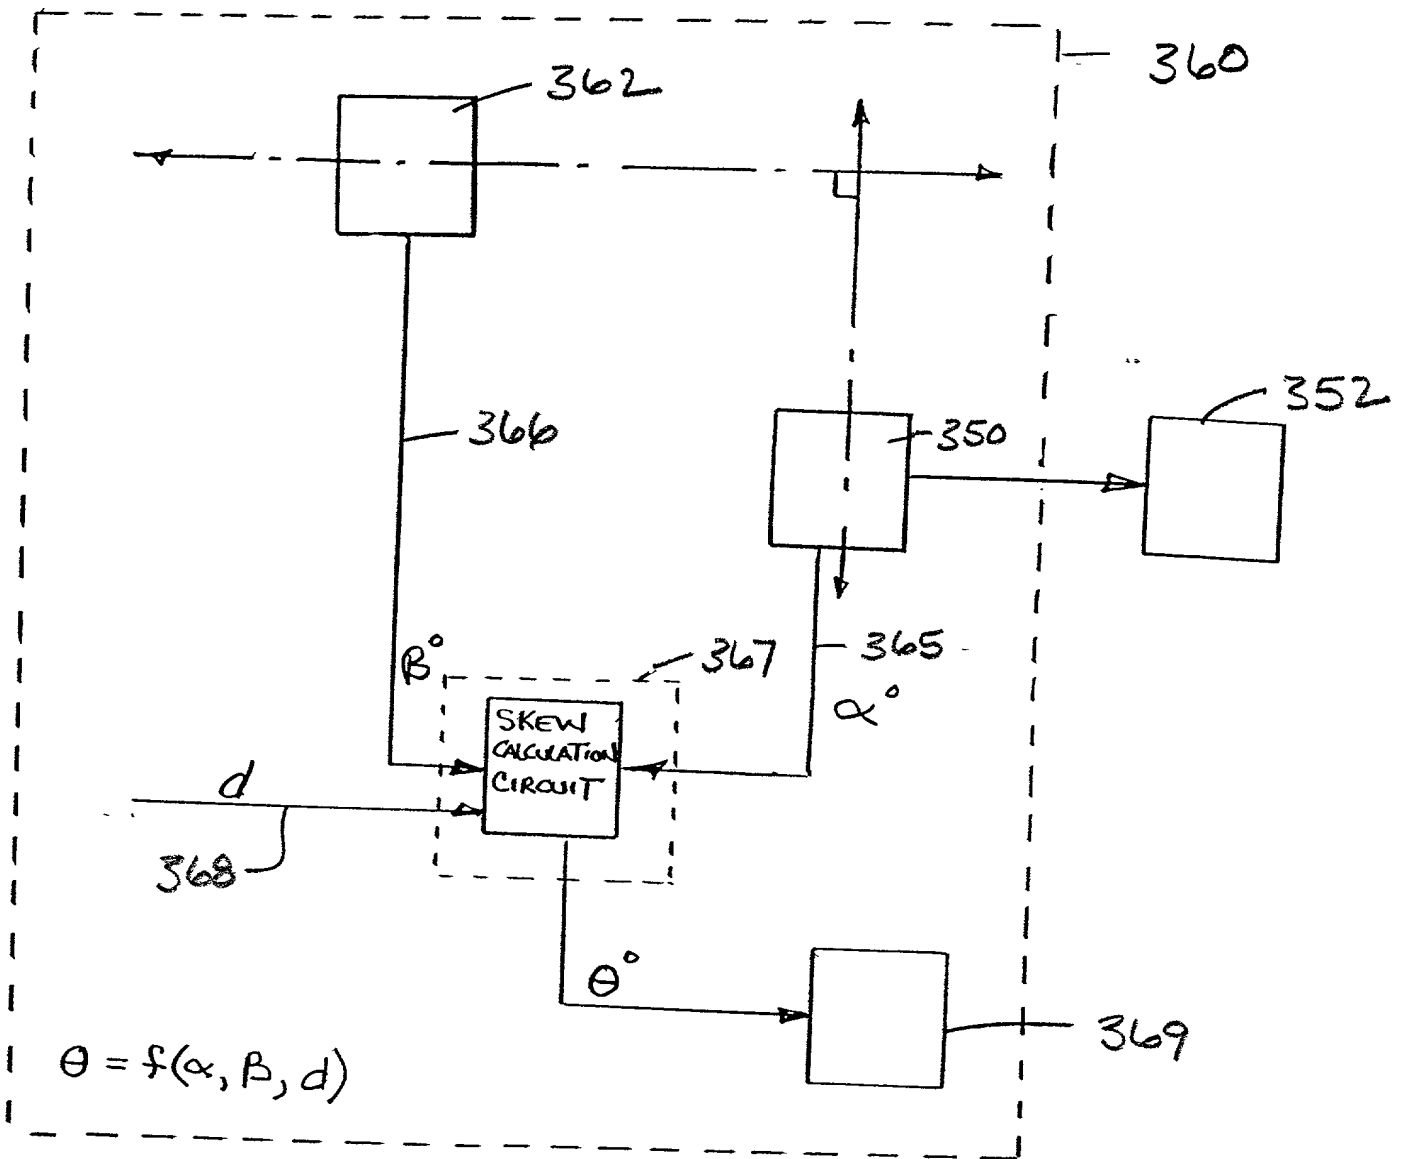 360
362
352
350
366
367
365
β°
α°
SKEW
CALCULATION
CIRCUIT
d
368
θ°
369
θ = f(α, β, d)